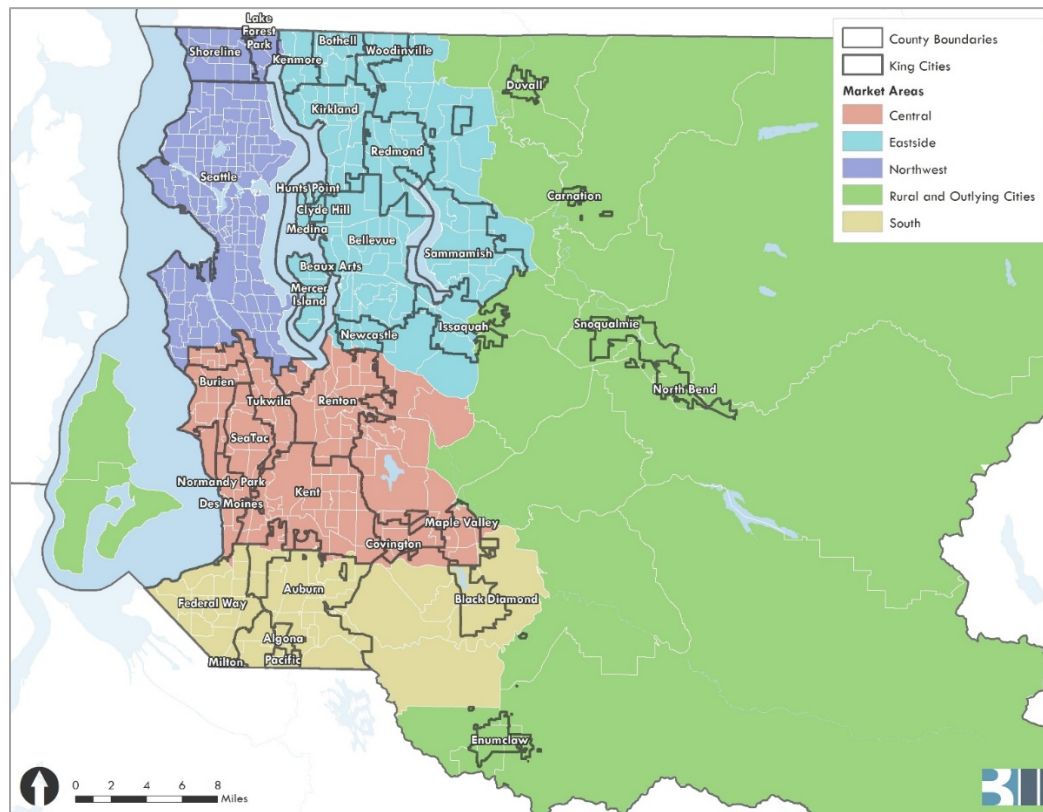 Lake
Forest
Park
Shoreline
Kenmore
Bothell
Woodinville
Duvall
Kirkland
Redmond
Seattle
Hunts Point
Clyde Hill
Medina
Bellevue
Carnation
Sammamish
Beaux Arts
Mercer
Island
Newcastle
Issaquah
Snoqualmie
North Bend
Burien
Tukwila
Renton
SeaTac
Normandy Park
Des Moines
Kent
Maple Valley
Covington
Federal Way
Auburn
Black Diamond
Algona
Pacific
Milton
Enumclaw
County Boundaries
King Cities
Market Areas
Central
Eastside
Northwest
Rural and Outlying Cities
South
0 2 4 6 8
Miles